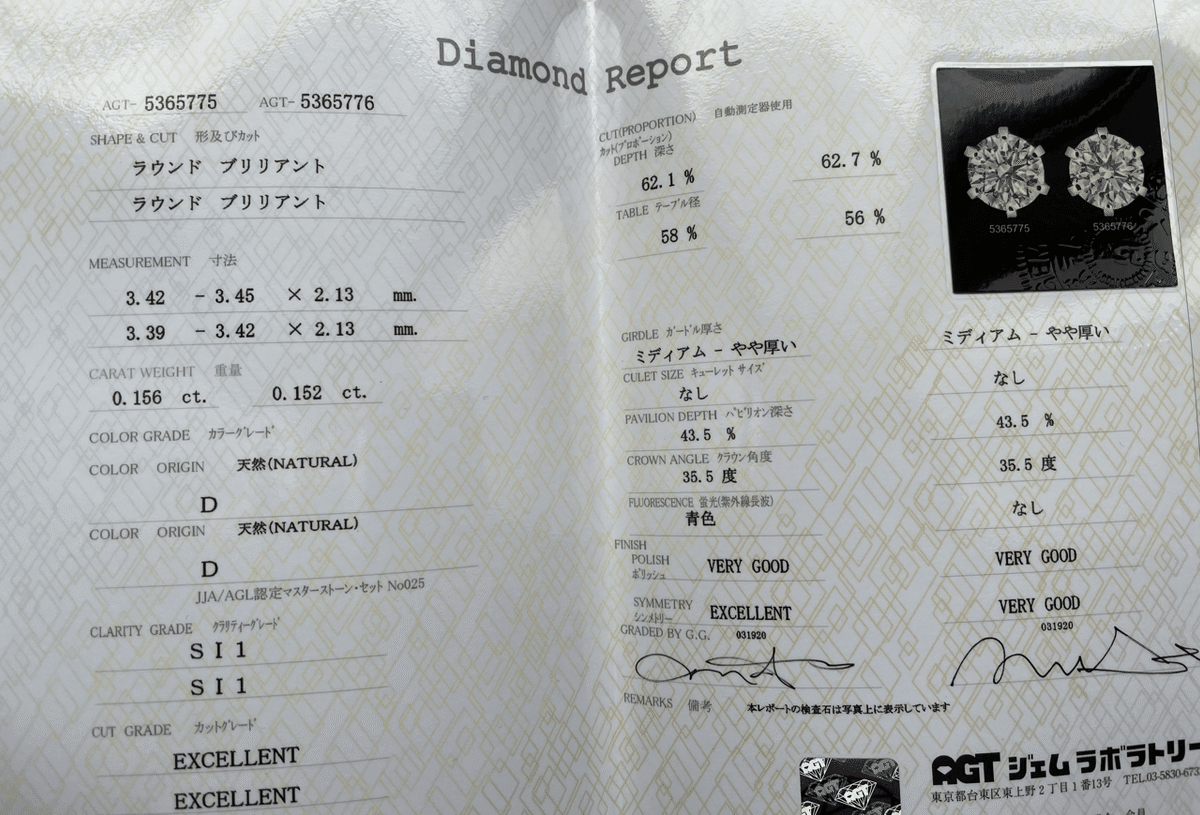 Diamond Report
AGT- 5365775 AGT- 5365776
SHAPE & CUT 形及びカット
ラウンド ブリリアント
ラウンド ブリリアント
MEASUREMENT 寸法
3.42 - 3.45 × 2.13 mm.
3.39 - 3.42 × 2.13 mm.
CARAT WEIGHT 重量
0.156 ct. 0.152 ct.
COLOR GRADE カラーグレード
COLOR ORIGIN 天然(NATURAL)
D
COLOR ORIGIN 天然(NATURAL)
D
JJA/AGL認定マスターストーン・セット No025
CLARITY GRADE クラリティーグレード
SI1
SI1
CUT GRADE カットグレード
EXCELLENT
EXCELLENT
CUT(PROPORTION) 自動測定器使用
カット(プロポーション)
DEPTH 深さ
62.1 % 62.7 %
TABLE テーブル径
58 % 56 %
GIRDLE ガードル厚さ
ミディアム - やや厚い ミディアム - やや厚い
CULET SIZE キューレット サイズ
なし なし
PAVILION DEPTH パビリオン深さ
43.5 % 43.5 %
CROWN ANGLE クラウン角度
35.5 度 35.5 度
FLUORESCENCE 蛍光(紫外線長波)
青色 なし
FINISH
POLISH VERY GOOD VERY GOOD
ポリッシュ
SYMMETRY EXCELLENT VERY GOOD
シンメトリー
GRADED BY G.G. 031920 031920
REMARKS 備考 本レポートの検査石は写真上に表示しています
5365775 5365776
AGT ジェムラボラトリー
東京都台東区東上野2丁目1番13号 TEL.03-5830-673
AGT